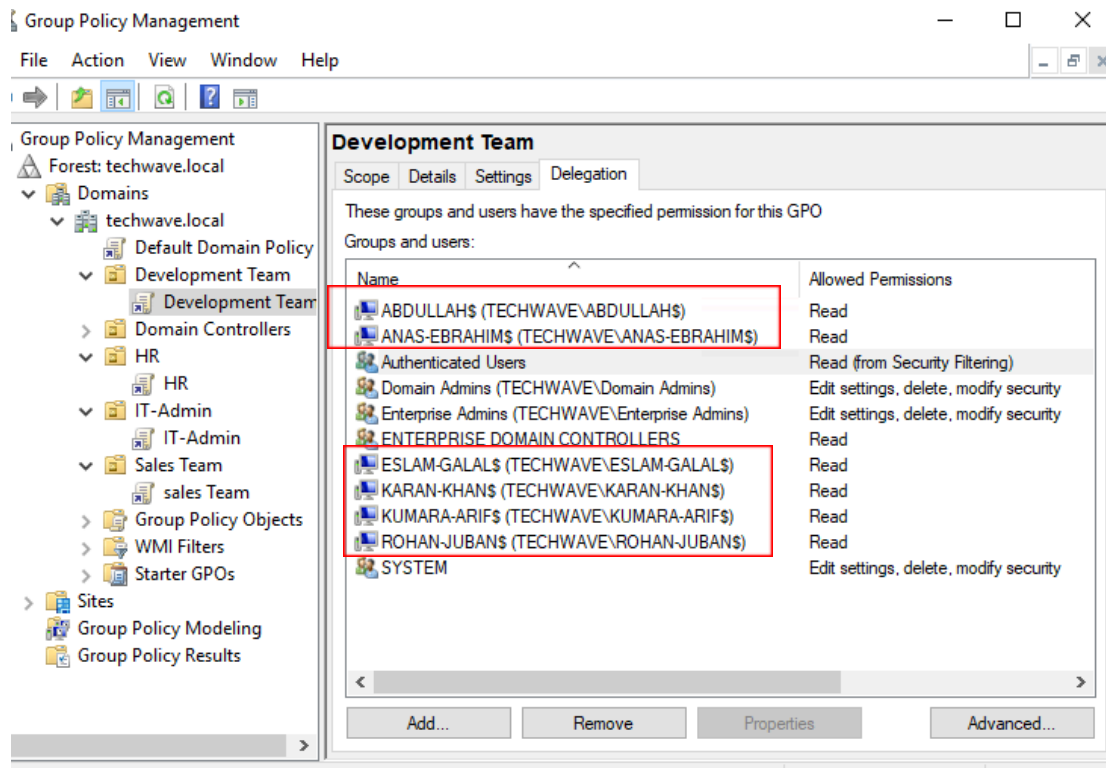 Group Policy Management
File Action View Window Help
Group Policy Management
Forest: techwave.local
Domains
techwave.local
Default Domain Policy
Development Team
Development Team
Domain Controllers
HR
HR
IT-Admin
IT-Admin
Sales Team
sales Team
Group Policy Objects
WMI Filters
Starter GPOs
Sites
Group Policy Modeling
Group Policy Results
Development Team
Scope Details Settings Delegation
These groups and users have the specified permission for this GPO
Groups and users:
Name Allowed Permissions
ABDULLAH$ (TECHWAVE\ABDULLAH$) Read
ANAS-EBRAHIM$ (TECHWAVE\ANAS-EBRAHIM$) Read
Authenticated Users Read (from Security Filtering)
Domain Admins (TECHWAVE\Domain Admins) Edit settings, delete, modify security
Enterprise Admins (TECHWAVE\Enterprise Admins) Edit settings, delete, modify security
ENTERPRISE DOMAIN CONTROLLERS Read
ESLAM-GALAL$ (TECHWAVE\ESLAM-GALAL$) Read
KARAN-KHAN$ (TECHWAVE\KARAN-KHAN$) Read
KUMARA-ARIF$ (TECHWAVE\KUMARA-ARIF$) Read
ROHAN-JUBAN$ (TECHWAVE\ROHAN-JUBAN$) Read
SYSTEM Edit settings, delete, modify security
Add... Remove Properties Advanced...